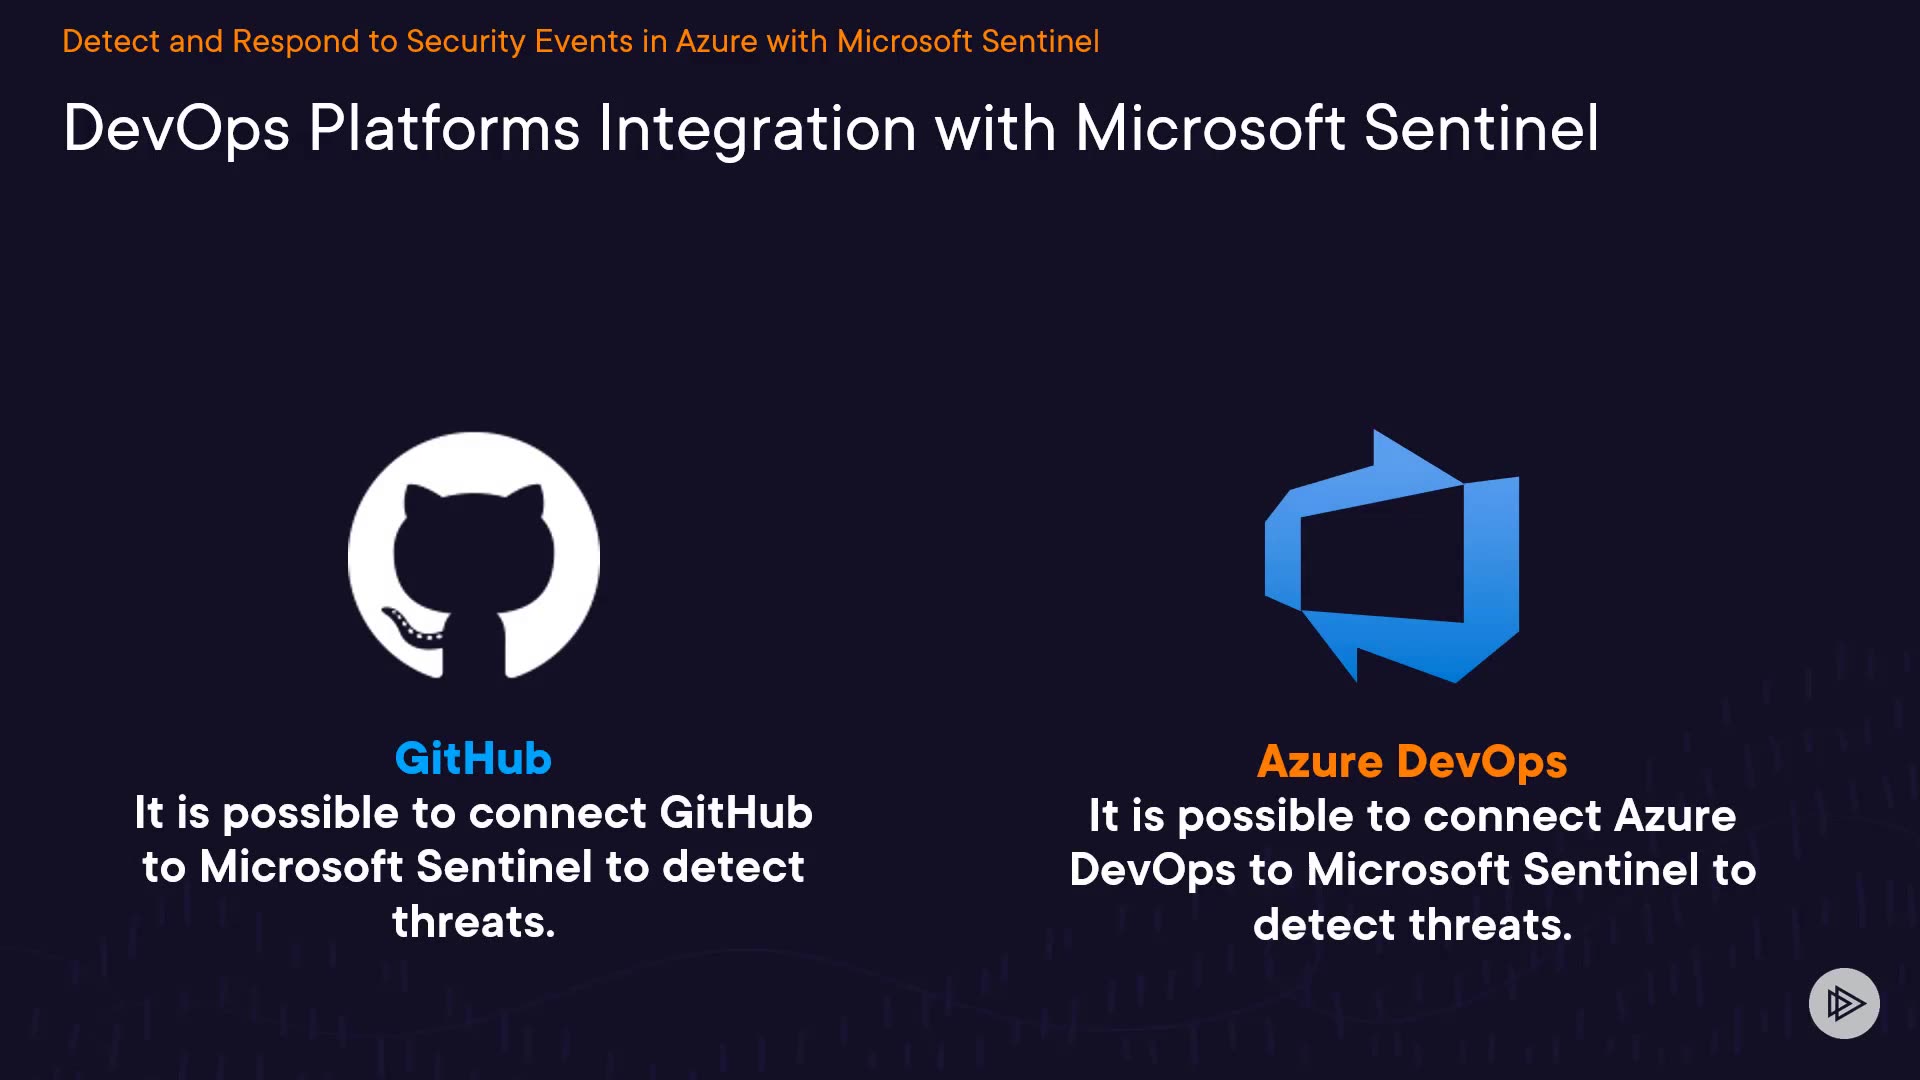 Detect and Respond to Security Events in Azure with Microsoft Sentinel
DevOps Platforms Integration with Microsoft Sentinel
GitHub
It is possible to connect GitHub
to Microsoft Sentinel to detect
threats.
Azure DevOps
It is possible to connect Azure
DevOps to Microsoft Sentinel to
detect threats.